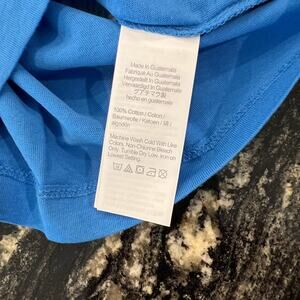 Made In Guatemala
Fabriqué Au Guatemala
Hergestellt In Guatemala
Vervaardigd In Guatemala
グアテマラ製
hecho en guatemala
100% Cotton / Coton /
Baumwolle / Katoen / 綿 /
algodón
Machine Wash Cold With Like
Colors. Non-Chlorine Bleach
Only. Tumble Dry Low. Iron on
Lowest Setting.